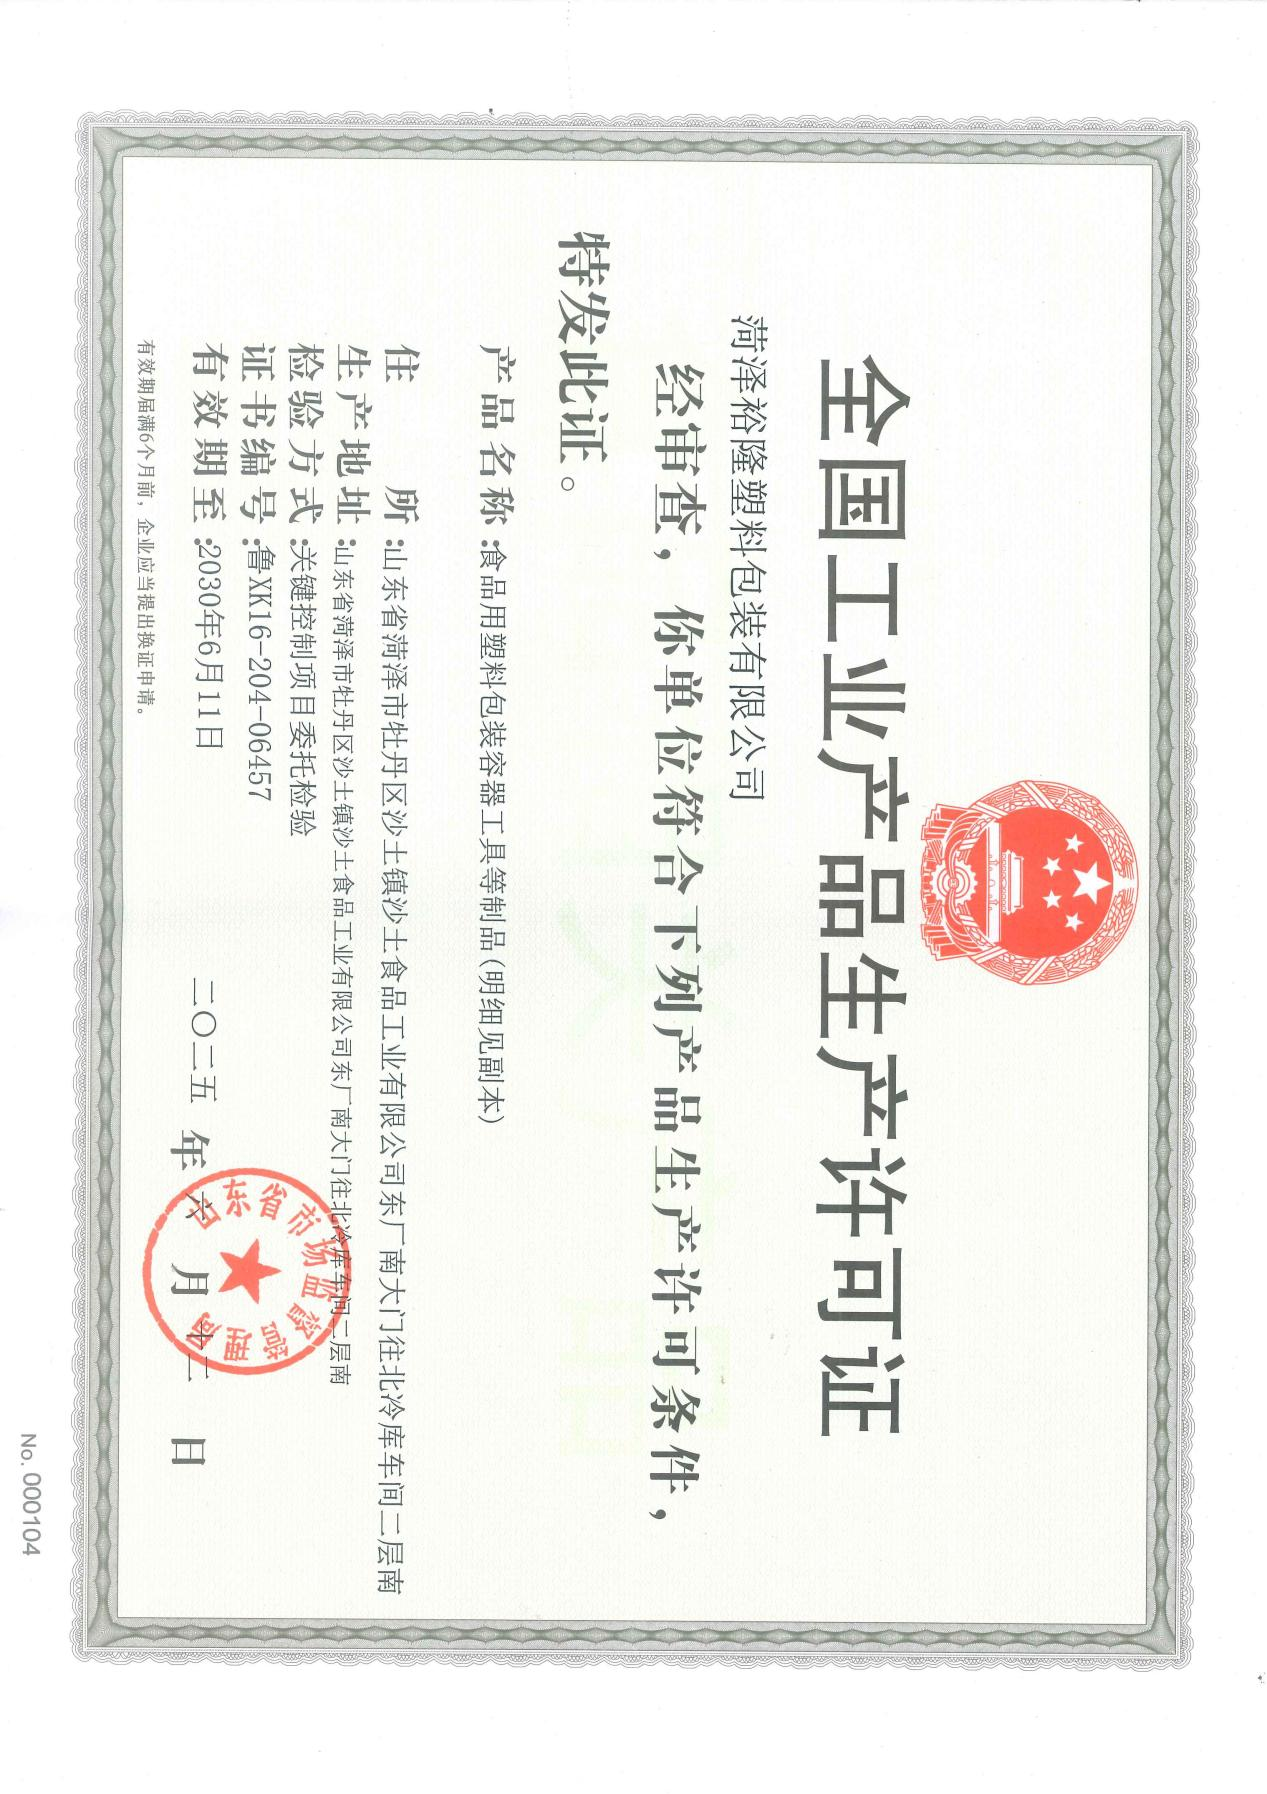 全国工业产品生产许可证
菏泽裕隆塑料包装有限公司
经审查，你单位符合下列产品生产许可条件，
特发此证。
产品名称：食品用塑料包装容器工具等制品(明细见副本)
住所：山东省菏泽市牡丹区沙土镇沙土食品工业有限公司东厂南大门往北冷库车间二层南
生产地址：山东省菏泽市牡丹区沙土镇沙土食品工业有限公司东厂南大门往北冷库车间二层南
检验方式：关键控制项目委托检验
证书编号：鲁XK16-204-06457
有效期至：2030年6月11日
二〇二五年六月十二日
山东省市场监督管理局
有效期届满6个月前，企业应当提出换证申请。
No. 000104